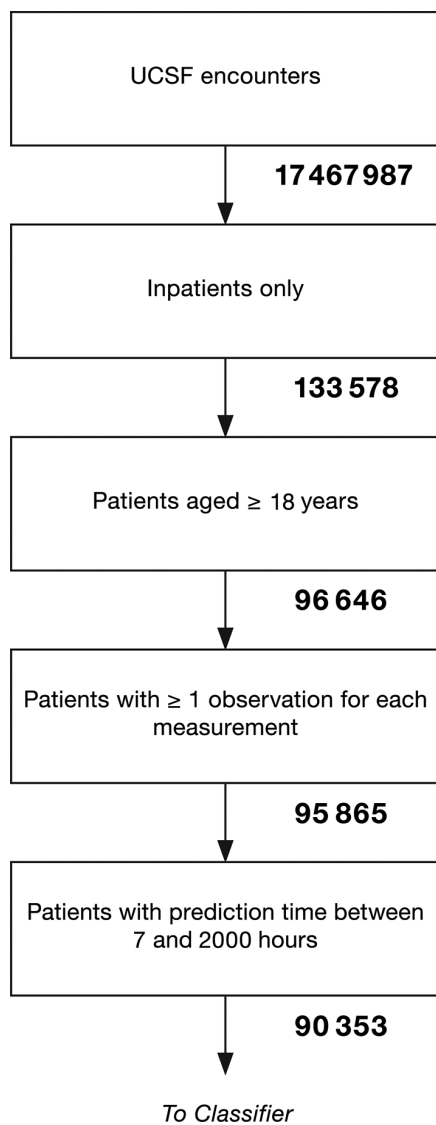 UCSF encounters
17 467 987
Inpatients only
133 578
Patients aged ≥ 18 years
96 646
Patients with ≥ 1 observation for each
measurement
95 865
Patients with prediction time between
7 and 2000 hours
90 353
To Classifier